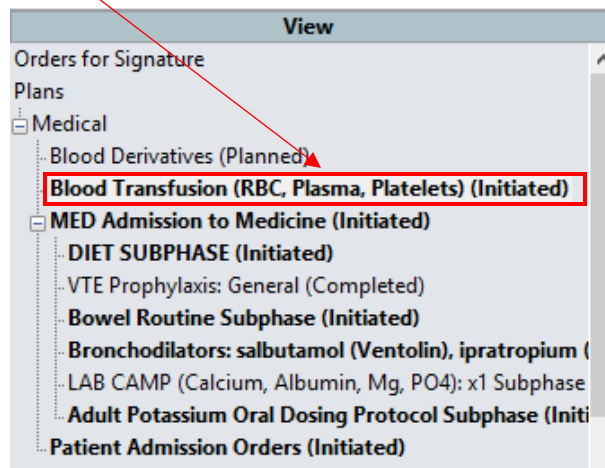 View
Orders for Signature
Plans
Medical
Blood Derivatives (Planned)
Blood Transfusion (RBC, Plasma, Platelets) (Initiated)
MED Admission to Medicine (Initiated)
DIET SUBPHASE (Initiated)
VTE Prophylaxis: General (Completed)
Bowel Routine Subphase (Initiated)
Bronchodilators: salbutamol (Ventolin), ipratropium (
LAB CAMP (Calcium, Albumin, Mg, PO4): x1 Subphase
Adult Potassium Oral Dosing Protocol Subphase (Initi
Patient Admission Orders (Initiated)